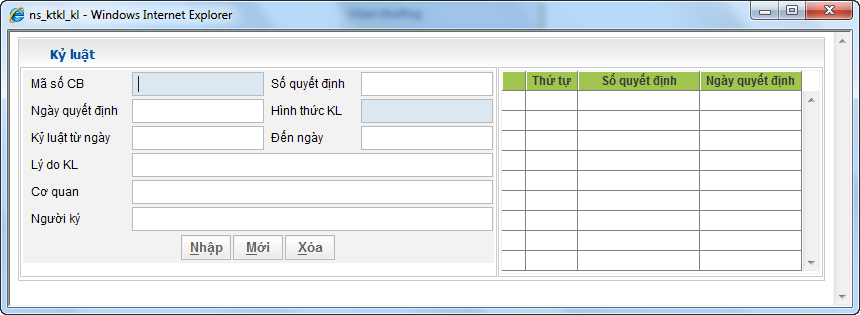 ns_ktkl_kl - Windows Internet Explorer
Kỷ luật
Mã số CB
Số quyết định
Ngày quyết định
Hình thức KL
Kỷ luật từ ngày
Đến ngày
Lý do KL
Cơ quan
Người ký
Nhập Mới Xóa
Thứ tự Số quyết định Ngày quyết định